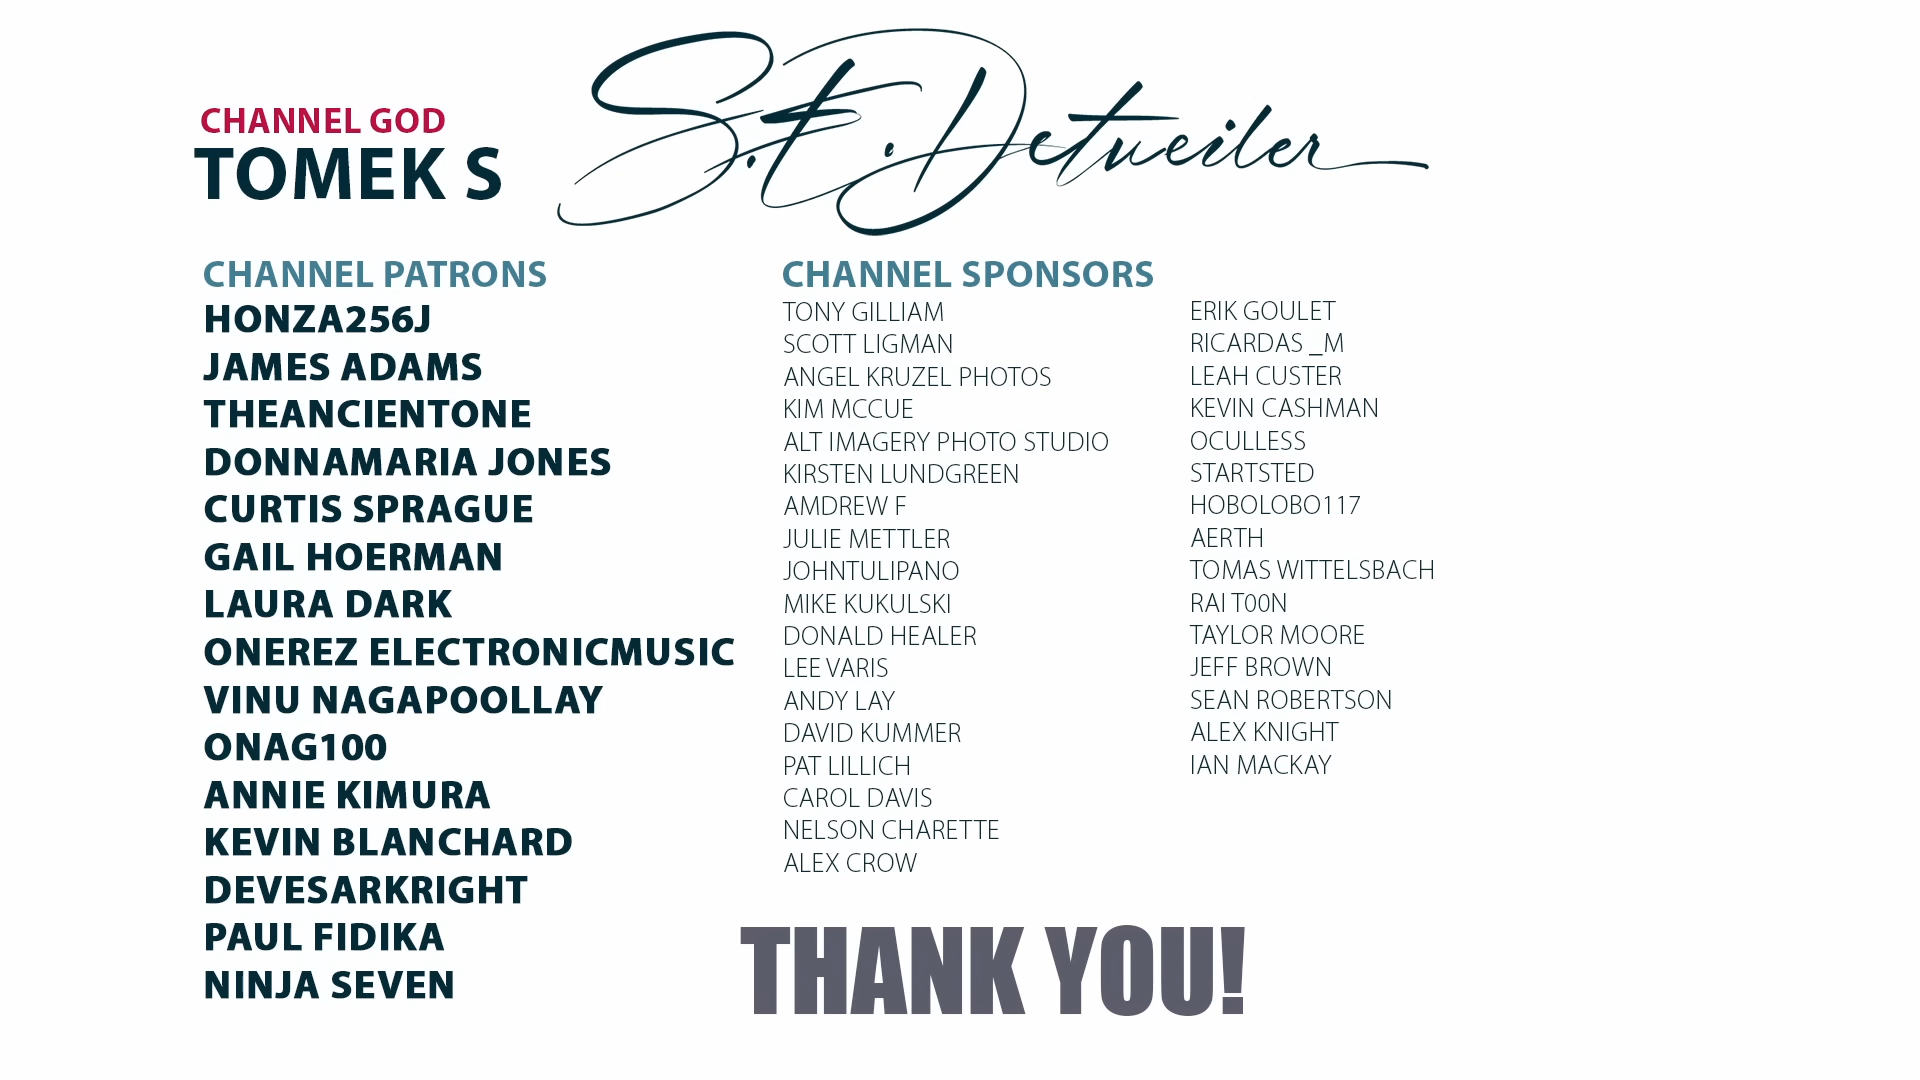 CHANNEL GOD
TOMEK S
S.E. Detweiler
CHANNEL PATRONS
HONZA256J
JAMES ADAMS
THEANCIENTONE
DONNAMARIA JONES
CURTIS SPRAGUE
GAIL HOERMAN
LAURA DARK
ONEREZ ELECTRONICMUSIC
VINU NAGAPOOLLAY
ONAG100
ANNIE KIMURA
KEVIN BLANCHARD
DEVESARKRIGHT
PAUL FIDIKA
NINJA SEVEN
CHANNEL SPONSORS
TONY GILLIAM
SCOTT LIGMAN
ANGEL KRUZEL PHOTOS
KIM MCCUE
ALT IMAGERY PHOTO STUDIO
KIRSTEN LUNDGREEN
AMDREW F
JULIE METTLER
JOHNTULIPANO
MIKE KUKULSKI
DONALD HEALER
LEE VARIS
ANDY LAY
DAVID KUMMER
PAT LILLICH
CAROL DAVIS
NELSON CHARETTE
ALEX CROW
ERIK GOULET
RICARDAS _M
LEAH CUSTER
KEVIN CASHMAN
OCULLESS
STARTSTED
HOBOLOBO117
AERTH
TOMAS WITTELSBACH
RAI T00N
TAYLOR MOORE
JEFF BROWN
SEAN ROBERTSON
ALEX KNIGHT
IAN MACKAY
THANK YOU!